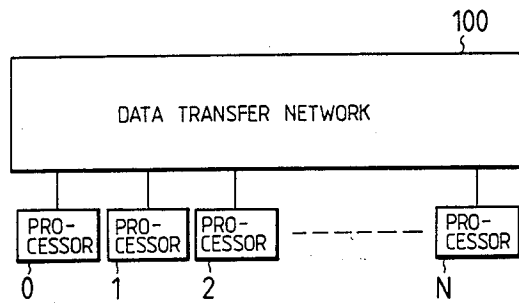 100
DATA TRANSFER NETWORK
PRO-
CESSOR
PRO-
CESSOR
PRO-
CESSOR
PRO-
CESSOR
0 1 2 N